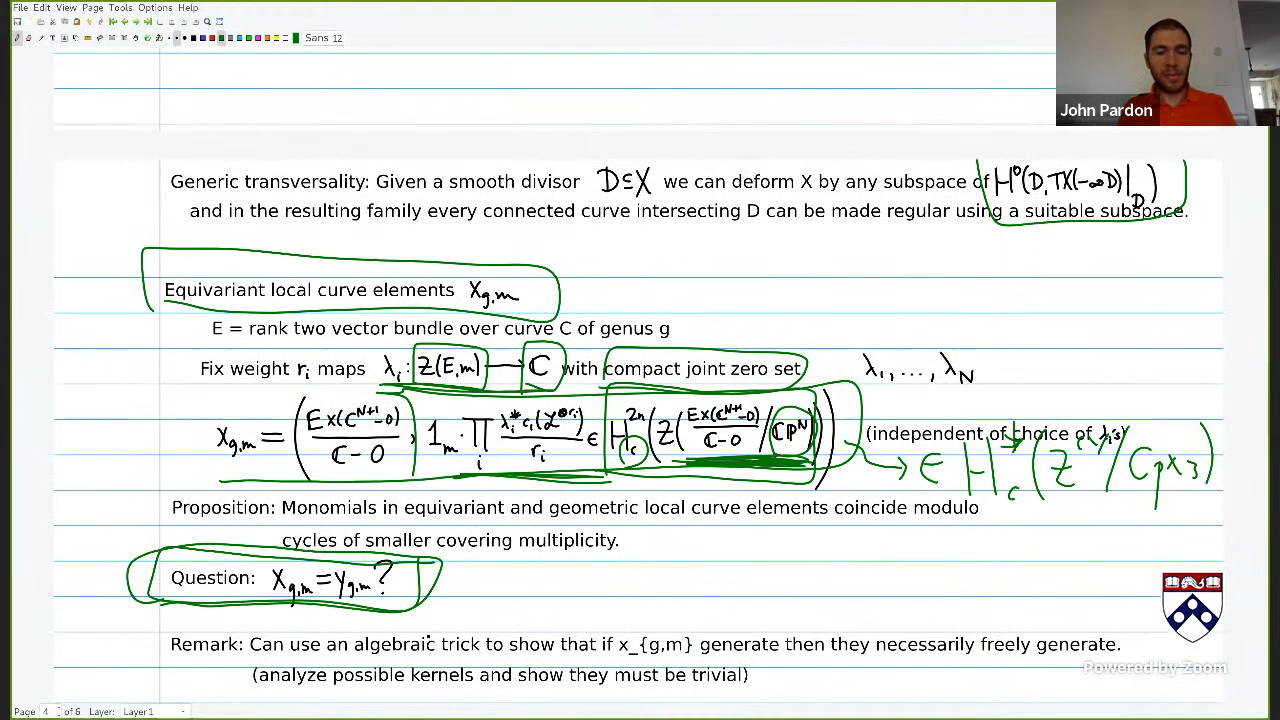 File Edit View Page Tools Options Help
Sans 12
John Pardon
Generic transversality: Given a smooth divisor D ⊆ X we can deform X by any subspace of H⁰(D, TX(-∞D)|_D)
and in the resulting family every connected curve intersecting D can be made regular using a suitable subspace.
Equivariant local curve elements x_{g,m}
E = rank two vector bundle over curve C of genus g
Fix weight r_i maps λ_i : Z(E,m) → ℂ with compact joint zero set λ_1, ..., λ_N
x_{g,m} = ( (E×(ℂ^{N+1}-0))/(ℂ-0) , 1_m · ∏_i (λ_i^* c_1(L^{⊗r_i}))/(r_i) ∈ H_c^{2n}(Z((E×(ℂ^{N+1}-0))/(ℂ-0) / ℂP^N)) ) (independent of choice of λ_i's)
Proposition: Monomials in equivariant and geometric local curve elements coincide modulo
cycles of smaller covering multiplicity.
Question: x_{g,m} = y_{g,m} ?
Remark: Can use an algebraic trick to show that if x_{g,m} generate then they necessarily freely generate.
(analyze possible kernels and show they must be trivial)
Powered by Zoom
Page 4 of 6 Layer: Layer 1